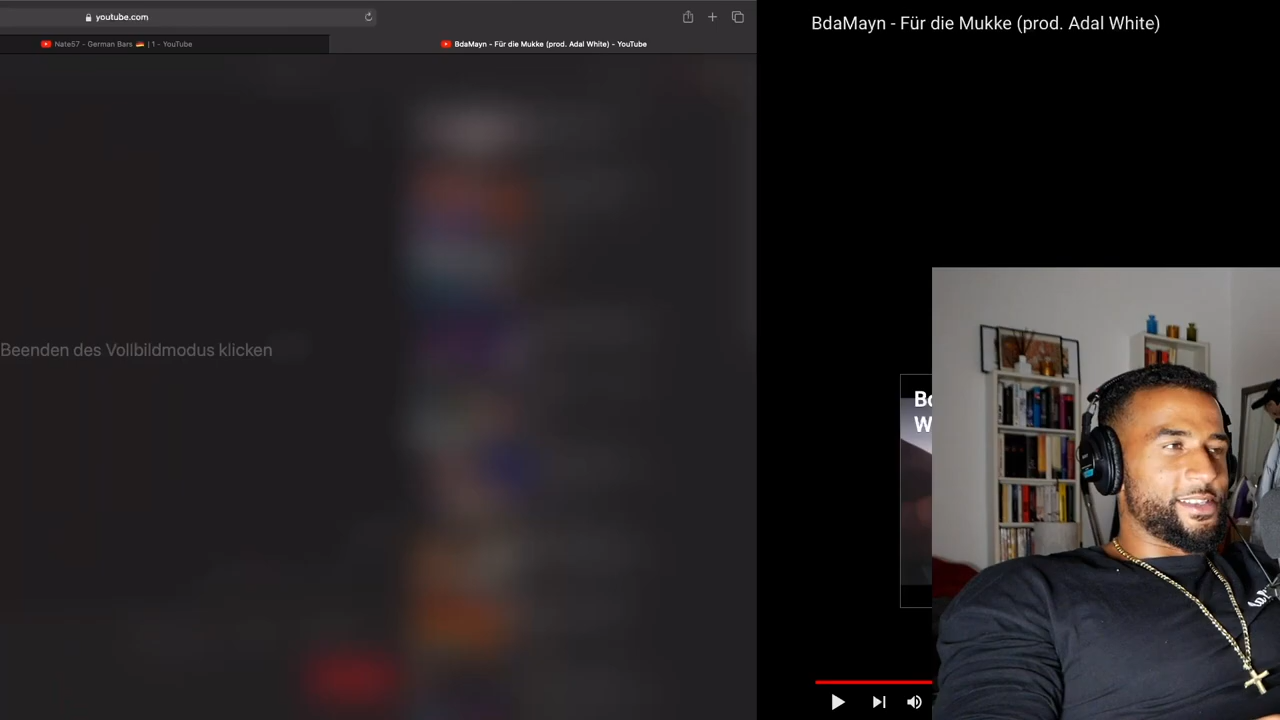 youtube.com
Nate57 - German Bars 🇩🇪 | 1 - YouTube
BdaMayn - Für die Mukke (prod. Adal White) - YouTube
BdaMayn - Für die Mukke (prod. Adal White)
Beenden des Vollbildmodus klicken